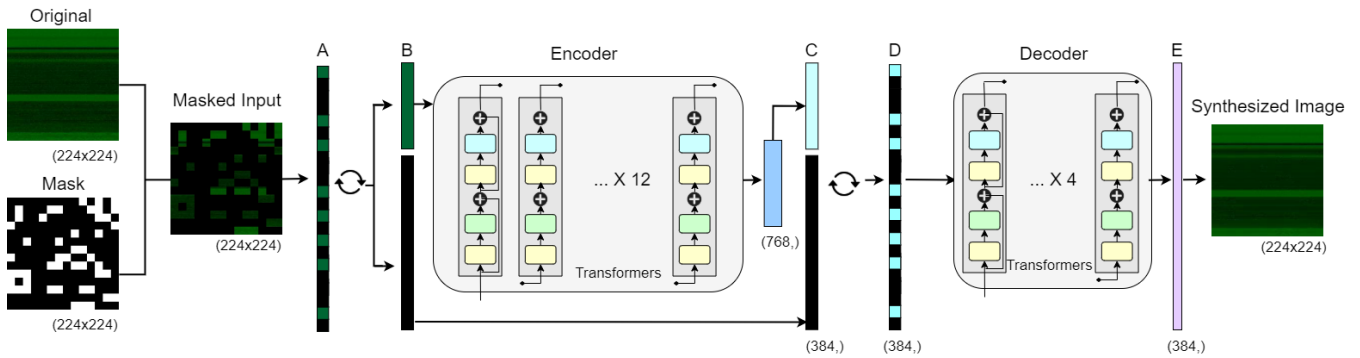 Original
(224x224)
Mask
(224x224)
Masked Input
(224x224)
A
B
Encoder
... X 12
Transformers
(768,)
C
(384,)
D
(384,)
Decoder
... X 4
Transformers
E
(384,)
Synthesized Image
(224x224)